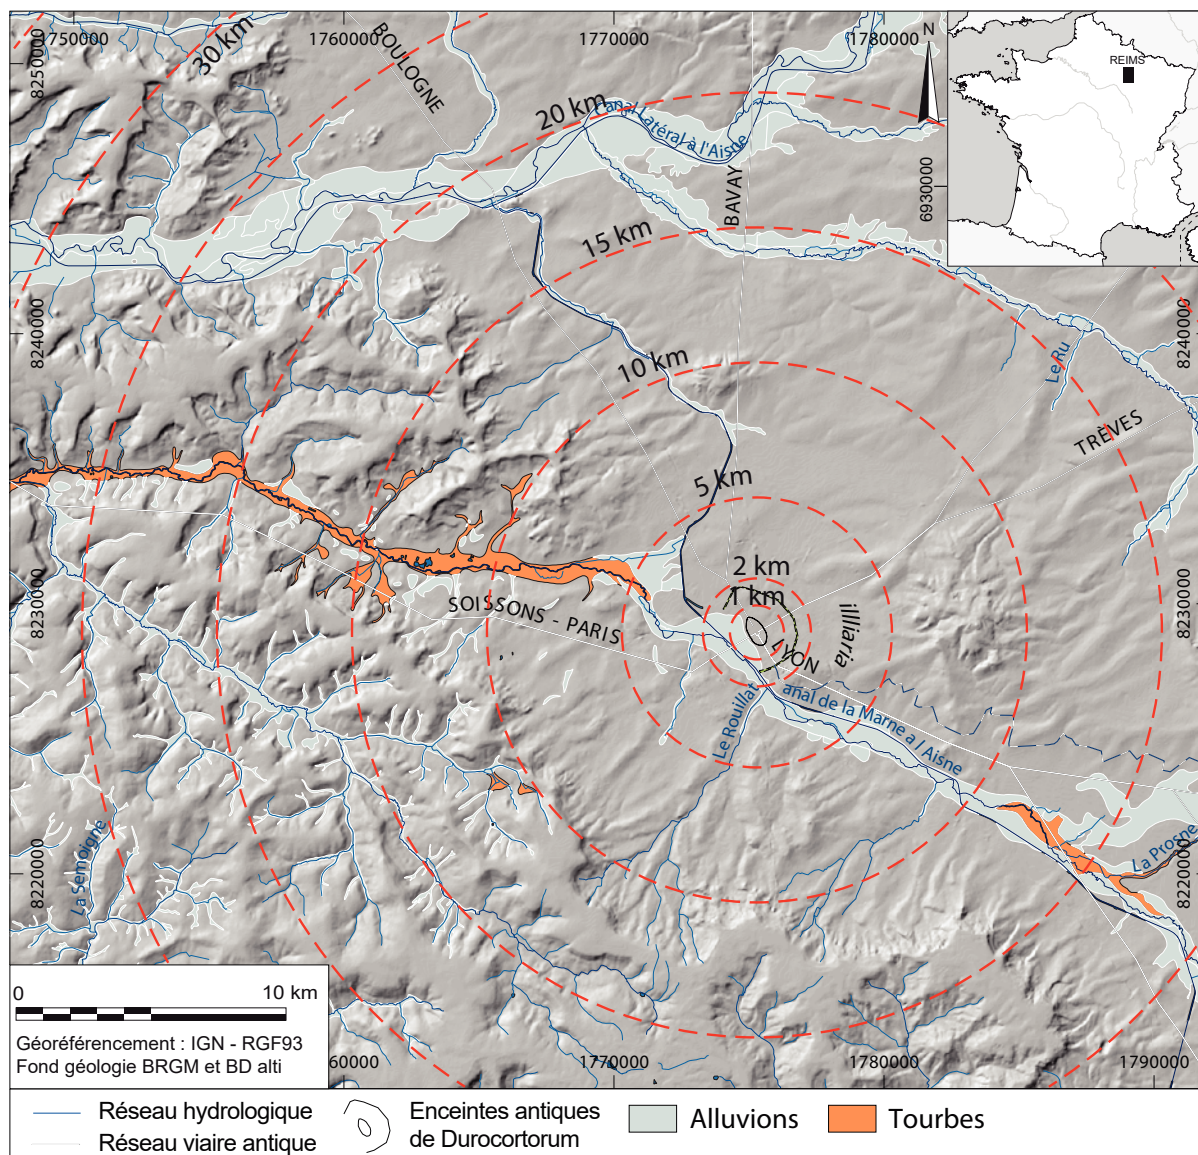 1750000
1760000
1770000
1780000
8250000
30 km
BOULOGNE
20 km
Canal Latéral à l'Aisne
N
REIMS
6930000
BAVAY
15 km
8240000
8240000
10 km
Le Ru
TRÈVES
5 km
2 km
1 km
8230000
8230000
SOISSONS - PARIS
illiaria
LYON
Le Rouillat
anal de la Marne a l'Aisne
La Semoigne
La Prosne
8220000
8220000
0
10 km
Géoréférencement : IGN - RGF93
Fond géologie BRGM et BD alti
60000
1770000
1780000
1790000
Réseau hydrologique
Réseau viaire antique
Enceintes antiques
de Durocortorum
Alluvions
Tourbes